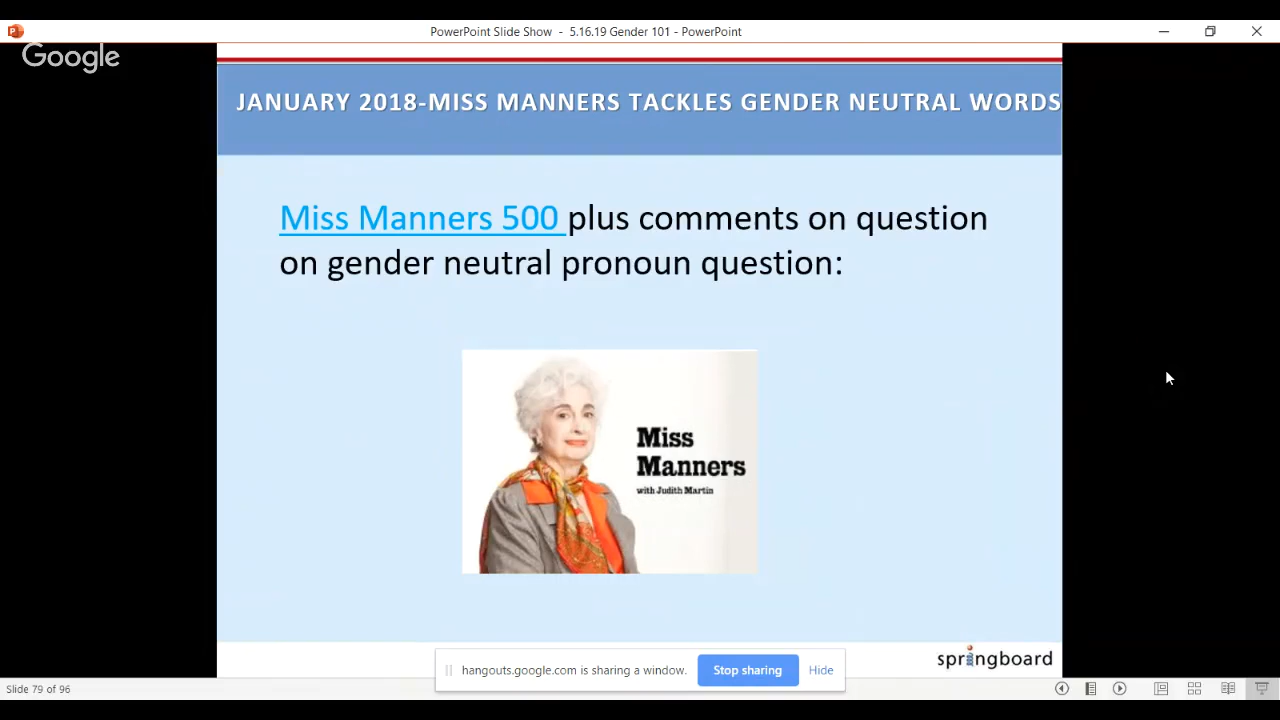 PowerPoint Slide Show - 5.16.19 Gender 101 - PowerPoint
Google
JANUARY 2018-MISS MANNERS TACKLES GENDER NEUTRAL WORDS
Miss Manners 500 plus comments on question
on gender neutral pronoun question:
Miss
Manners
with Judith Martin
springboard
hangouts.google.com is sharing a window.
Stop sharing
Hide
Slide 79 of 96